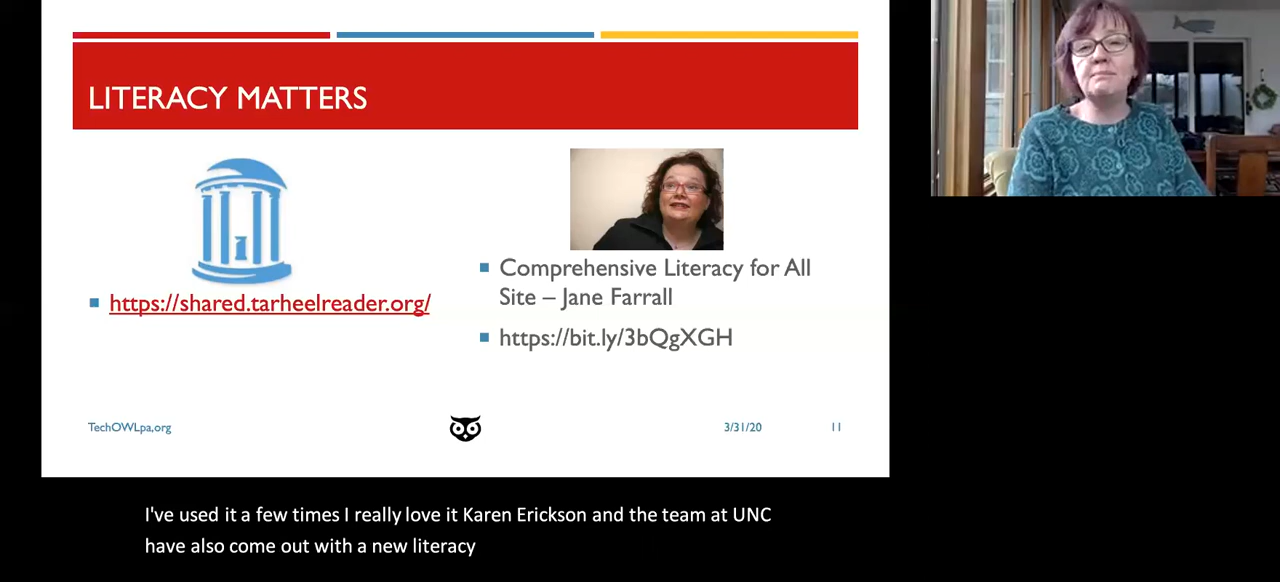 LITERACY MATTERS
https://shared.tarheelreader.org/
Comprehensive Literacy for All
Site – Jane Farrall
https://bit.ly/3bQgXGH
TechOWLpa,org
3/31/20
11
I've used it a few times I really love it Karen Erickson and the team at UNC
have also come out with a new literacy